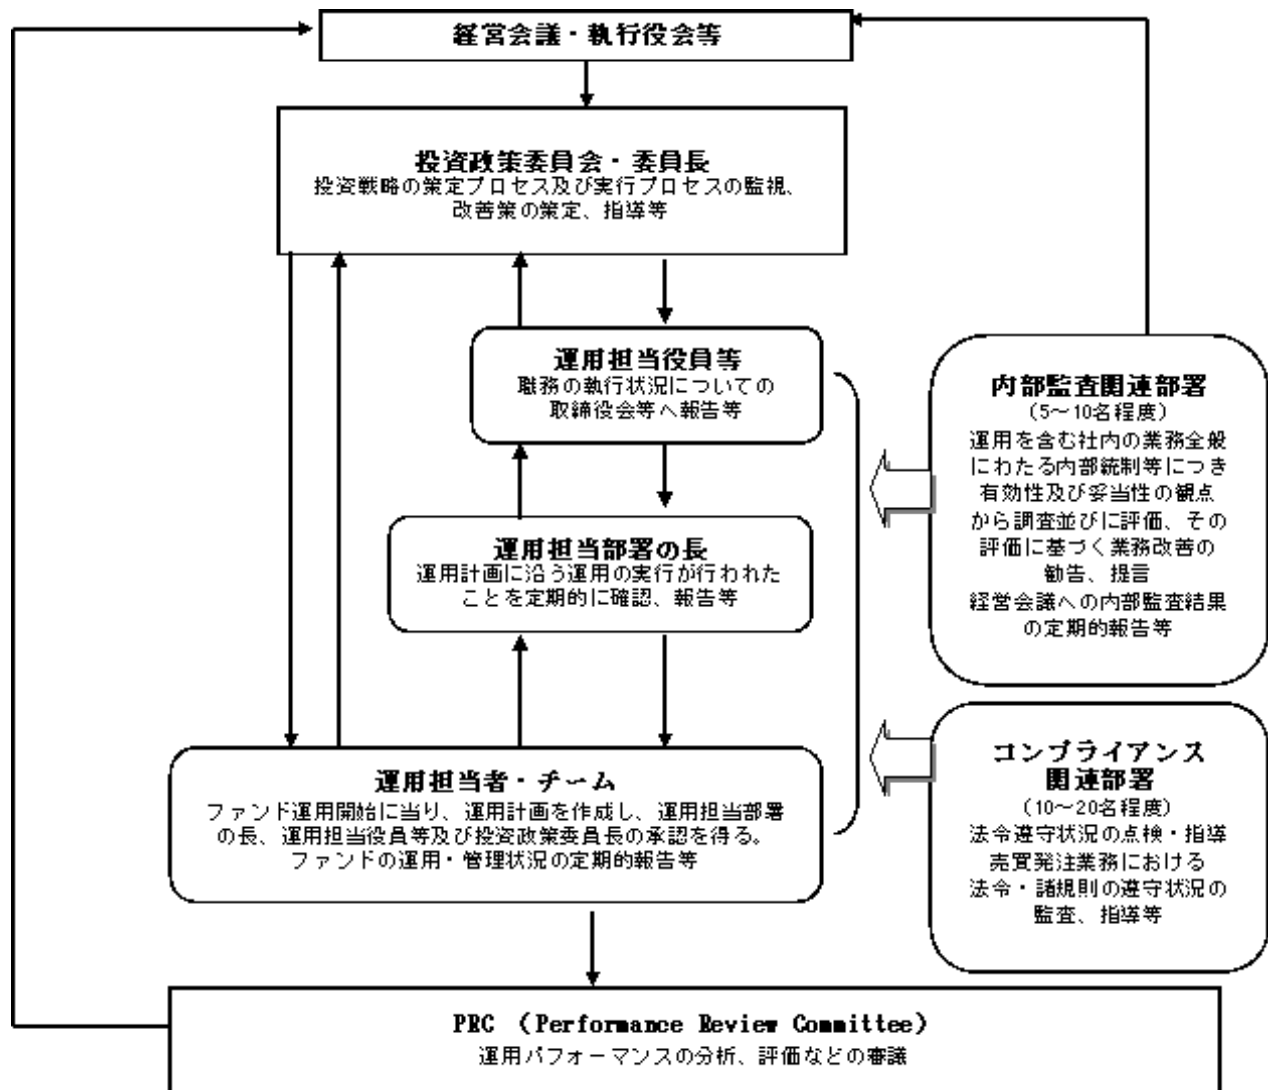 経営会議・執行役会等
投資政策委員会・委員長
投資戦略の策定プロセス及び実行プロセスの監視、
改善策の策定、指導等
運用担当役員等
職務の執行状況についての
取締役会等へ報告等
運用担当部署の長
運用計画に沿う運用の実行が行われた
ことを定期的に確認、報告等
運用担当者・チーム
ファンド運用開始に当り、運用計画を作成し、運用担当部署
の長、運用担当役員等及び投資政策委員長の承認を得る。
ファンドの運用・管理状況の定期的報告等
内部監査関連部署
(5～10名程度)
運用を含む社内の業務全般
にわたる内部統制等につき
有効性及び妥当性の観点
から調査並びに評価、その
評価に基づく業務改善の
勧告、提言
経営会議への内部監査結果
の定期的報告等
コンプライアンス
関連部署
(10～20名程度)
法令遵守状況の点検・指導
売買発注業務における
法令・諸規則の遵守状況の
監査、指導等
PRC (Performance Review Committee)
運用パフォーマンスの分析、評価などの審議